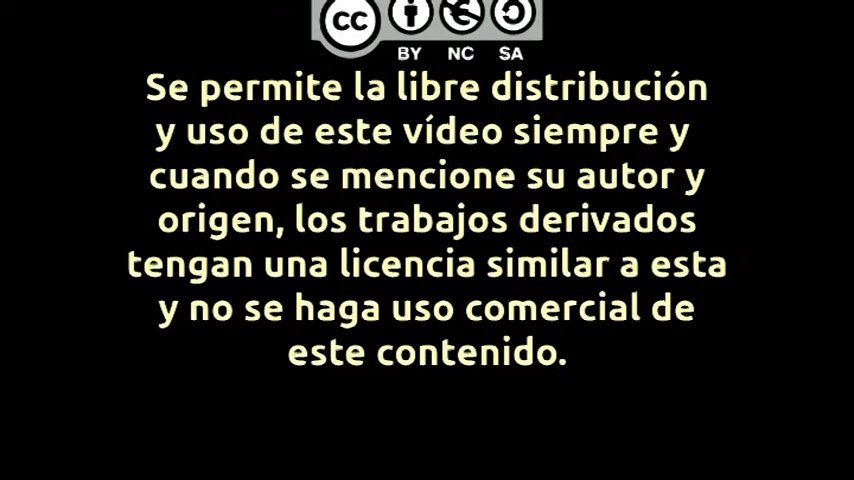 cc
BY NC SA
Se permite la libre distribución
y uso de este vídeo siempre y
cuando se mencione su autor y
origen, los trabajos derivados
tengan una licencia similar a esta
y no se haga uso comercial de
este contenido.